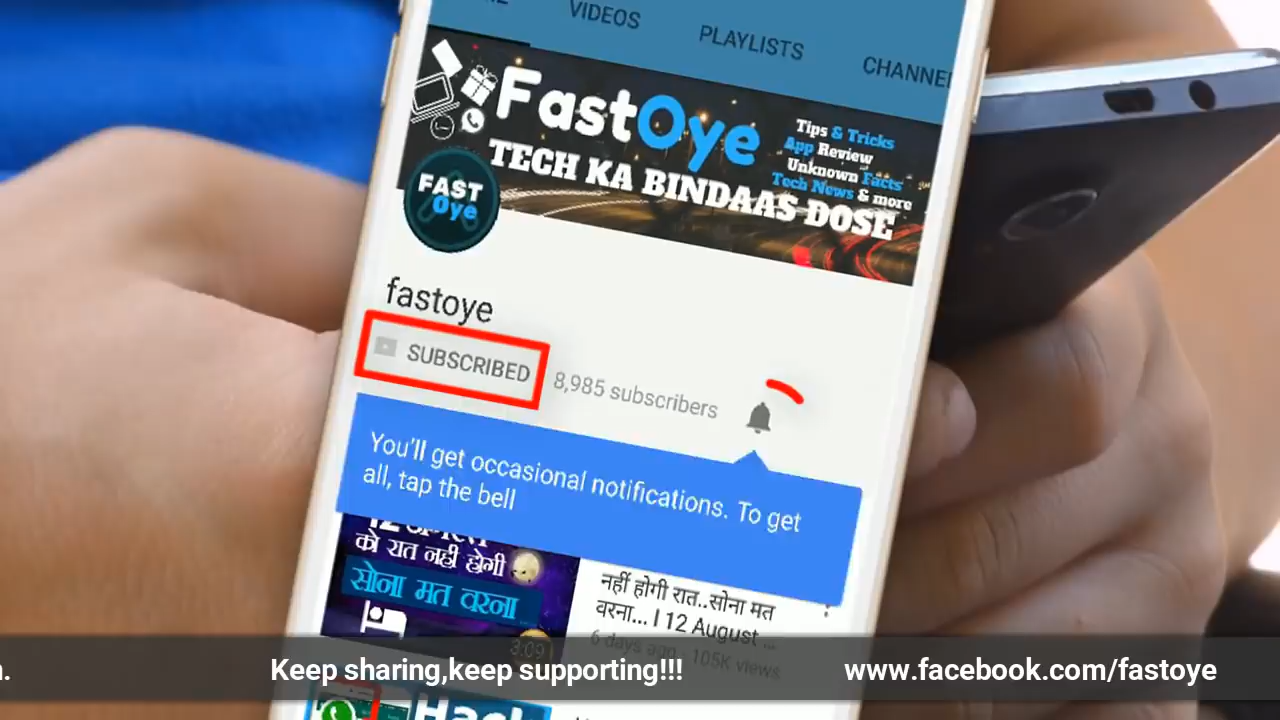 VIDEOS
PLAYLISTS
CHANNE
FastOye
TECH KA BINDAAS DOSE
Tips & Tricks
App Review
Unknown Facts
Tech News & more
FAST
Oye
fastoye
SUBSCRIBED
8,985 subscribers
You'll get occasional notifications. To get
all, tap the bell
को रात नहीं होगी
सोना मत वरना
3:09
नहीं होगी रात..सोना मत
वरना... I 12 August ...
6 days ago · 105K views
Keep sharing,keep supporting!!!
www.facebook.com/fastoye